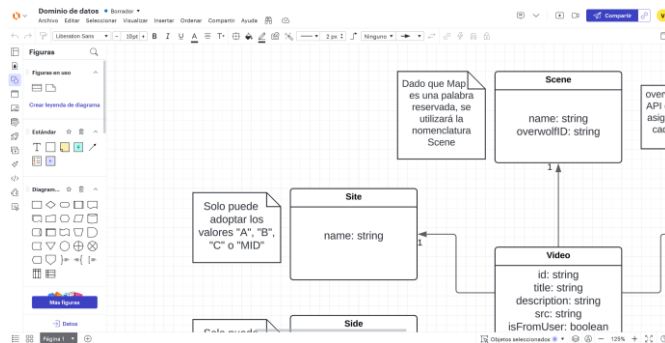 Dominio de datos
Borrador
Archivo Editar Seleccionar Visualizar Insertar Ordenar Compartir Ayuda
Compartir
Liberation Sans
10pt
B I U A
2 px
Ninguno
Figuras
Figuras en uso
Crear leyenda de diagrama
Estándar
Diagram...
Más figuras
Datos
Dado que Map
es una palabra
reservada, se
utilizará la
nomenclatura
Scene
Scene
name: string
overwolfID: string
over
API
asig
cad
1
Solo puede
adoptar los
valores "A", "B",
"C" o "MID"
Site
name: string
1
Video
id: string
title: string
description: string
src: string
isFromUser: boolean
Solo puede
Side
Página 1
Objetos seleccionados
125%